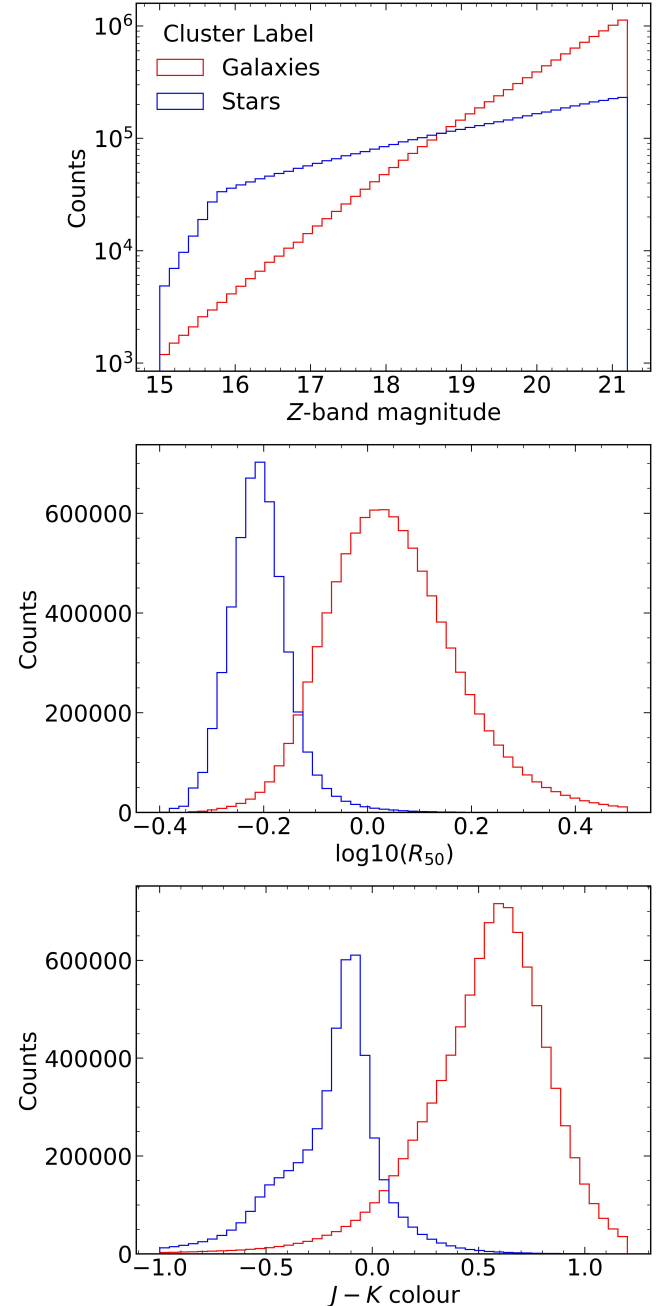 Cluster Label
Galaxies
Stars
Counts
10^6
10^5
10^4
10^3
15 16 17 18 19 20 21
Z-band magnitude
Counts
600000
400000
200000
0
−0.4 −0.2 0.0 0.2 0.4
log10(R_50)
Counts
600000
400000
200000
0
−1.0 −0.5 0.0 0.5 1.0
J − K colour